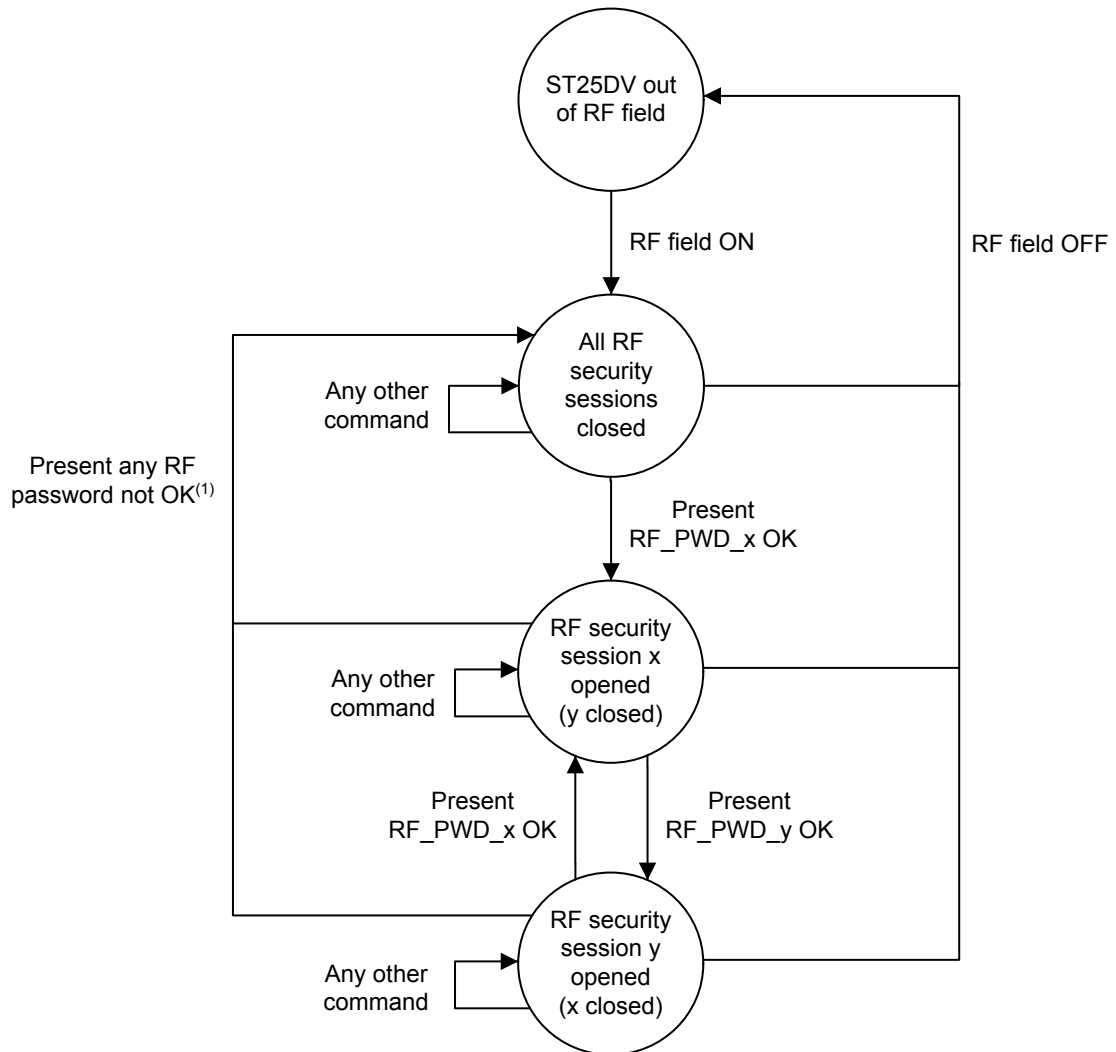 ST25DV out
of RF field
RF field ON
RF field OFF
All RF
security
sessions
closed
Any other
command
Present any RF
password not OK(1)
Present
RF_PWD_x OK
RF security
session x
opened
(y closed)
Any other
command
Present
RF_PWD_x OK
Present
RF_PWD_y OK
RF security
session y
opened
(x closed)
Any other
command